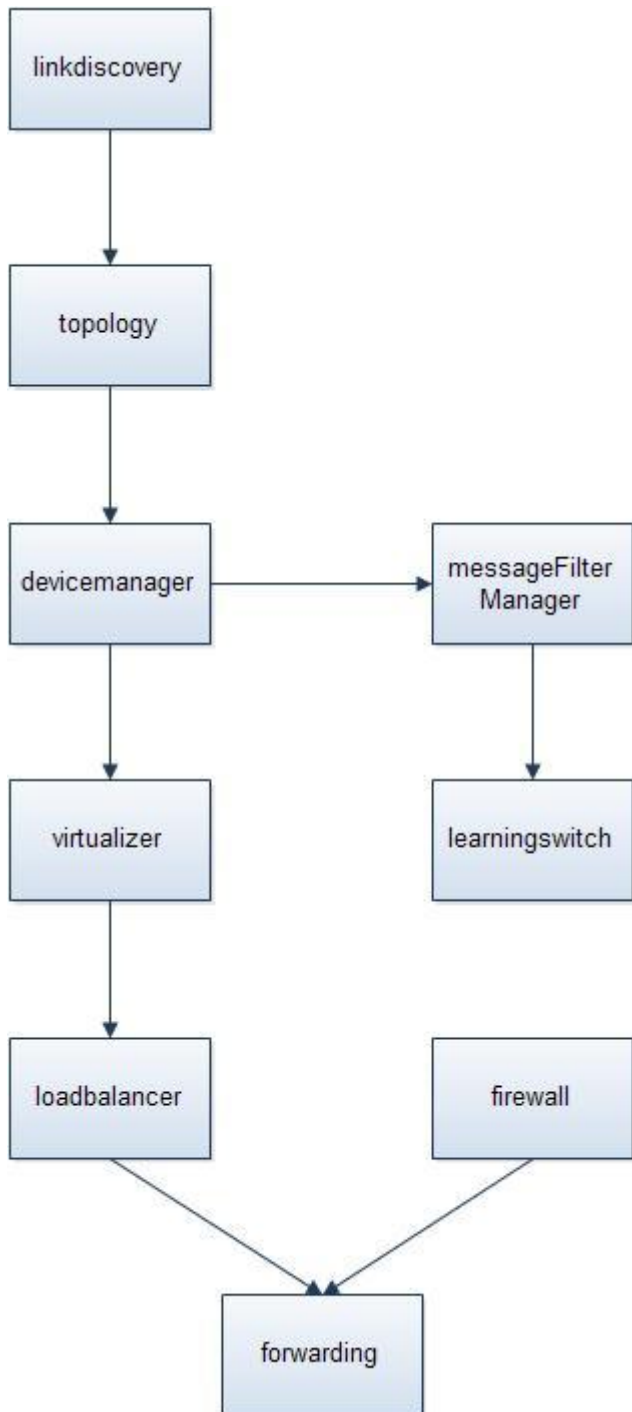 linkdiscovery
topology
devicemanager
messageFilter
Manager
virtualizer
learningswitch
loadbalancer
firewall
forwarding